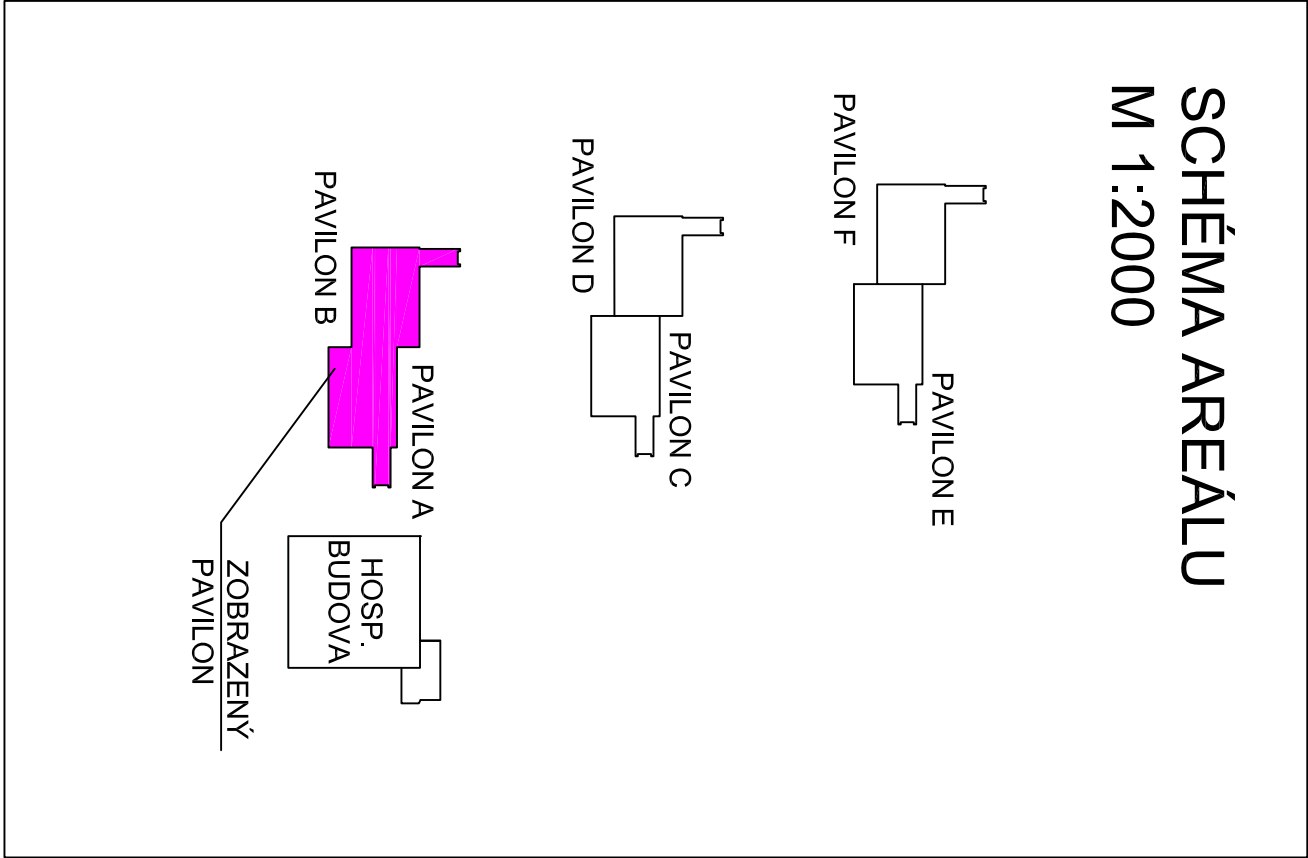 SCHÉMA AREÁLU
M 1:2000
PAVILON F
PAVILON E
PAVILON D
PAVILON C
PAVILON B
PAVILON A
HOSP.
BUDOVA
ZOBRAZENÝ
PAVILON